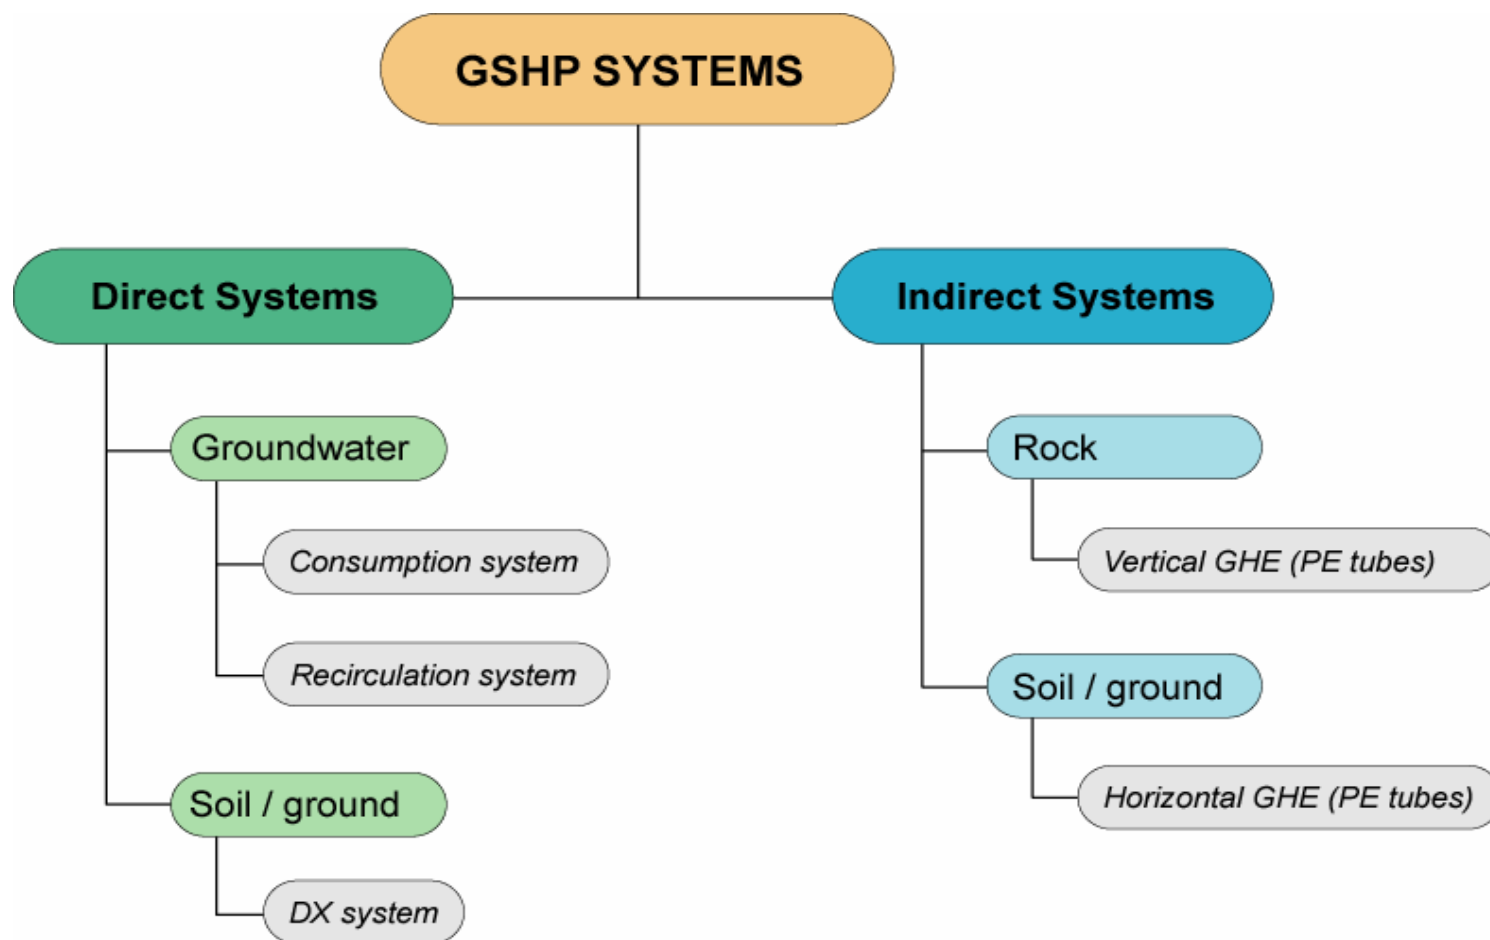 GSHP SYSTEMS
Direct Systems
Groundwater
Consumption system
Recirculation system
Soil / ground
DX system
Indirect Systems
Rock
Vertical GHE (PE tubes)
Soil / ground
Horizontal GHE (PE tubes)